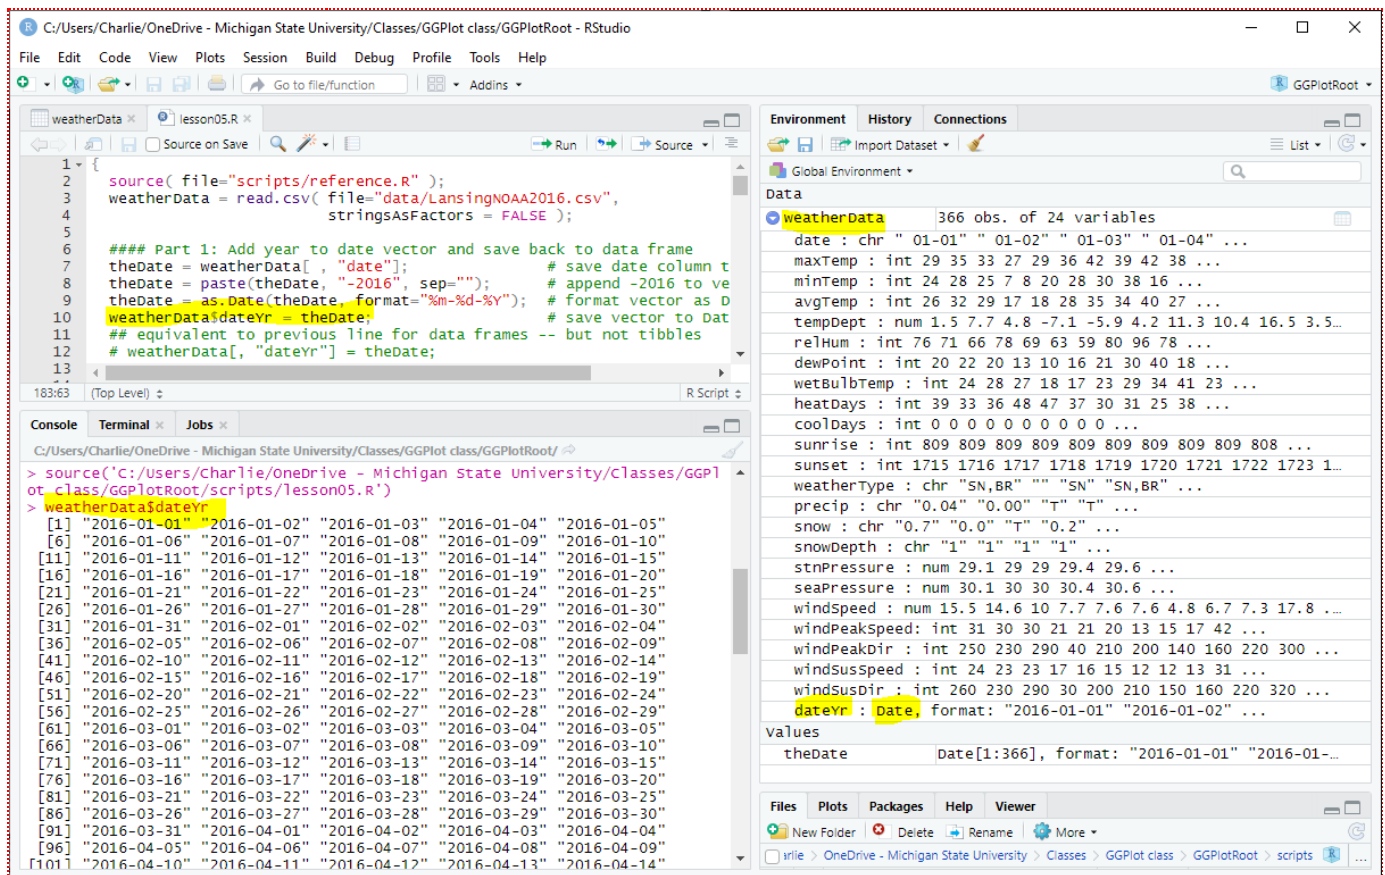 C:/Users/Charlie/OneDrive - Michigan State University/Classes/GGPlot class/GGPlotRoot - RStudio
File Edit Code View Plots Session Build Debug Profile Tools Help
Go to file/function Addins GGPlotRoot
weatherData lesson05.R
Source on Save Run Source
1 {
2 source( file="scripts/reference.R" );
3 weatherData = read.csv( file="data/LansingNOAA2016.csv",
4 stringsAsFactors = FALSE );
5
6 #### Part 1: Add year to date vector and save back to data frame
7 theDate = weatherData[ , "date"]; # save date column t
8 theDate = paste(theDate, "-2016", sep=""); # append -2016 to ve
9 theDate = as.Date(theDate, format="%m-%d-%Y"); # format vector as D
10 weatherData$dateYr = theDate; # save vector to Dat
11 ## equivalent to previous line for data frames -- but not tibbles
12 # weatherData[, "dateYr"] = theDate;
13
183:63 (Top Level) R Script
Console Terminal Jobs
C:/Users/Charlie/OneDrive - Michigan State University/Classes/GGPlot class/GGPlotRoot/
> source('C:/Users/Charlie/OneDrive - Michigan State University/Classes/GGPl
ot class/GGPlotRoot/scripts/lesson05.R')
> weatherData$dateYr
[1] "2016-01-01" "2016-01-02" "2016-01-03" "2016-01-04" "2016-01-05"
[6] "2016-01-06" "2016-01-07" "2016-01-08" "2016-01-09" "2016-01-10"
[11] "2016-01-11" "2016-01-12" "2016-01-13" "2016-01-14" "2016-01-15"
[16] "2016-01-16" "2016-01-17" "2016-01-18" "2016-01-19" "2016-01-20"
[21] "2016-01-21" "2016-01-22" "2016-01-23" "2016-01-24" "2016-01-25"
[26] "2016-01-26" "2016-01-27" "2016-01-28" "2016-01-29" "2016-01-30"
[31] "2016-01-31" "2016-02-01" "2016-02-02" "2016-02-03" "2016-02-04"
[36] "2016-02-05" "2016-02-06" "2016-02-07" "2016-02-08" "2016-02-09"
[41] "2016-02-10" "2016-02-11" "2016-02-12" "2016-02-13" "2016-02-14"
[46] "2016-02-15" "2016-02-16" "2016-02-17" "2016-02-18" "2016-02-19"
[51] "2016-02-20" "2016-02-21" "2016-02-22" "2016-02-23" "2016-02-24"
[56] "2016-02-25" "2016-02-26" "2016-02-27" "2016-02-28" "2016-02-29"
[61] "2016-03-01" "2016-03-02" "2016-03-03" "2016-03-04" "2016-03-05"
[66] "2016-03-06" "2016-03-07" "2016-03-08" "2016-03-09" "2016-03-10"
[71] "2016-03-11" "2016-03-12" "2016-03-13" "2016-03-14" "2016-03-15"
[76] "2016-03-16" "2016-03-17" "2016-03-18" "2016-03-19" "2016-03-20"
[81] "2016-03-21" "2016-03-22" "2016-03-23" "2016-03-24" "2016-03-25"
[86] "2016-03-26" "2016-03-27" "2016-03-28" "2016-03-29" "2016-03-30"
[91] "2016-03-31" "2016-04-01" "2016-04-02" "2016-04-03" "2016-04-04"
[96] "2016-04-05" "2016-04-06" "2016-04-07" "2016-04-08" "2016-04-09"
[101] "2016-04-10" "2016-04-11" "2016-04-12" "2016-04-13" "2016-04-14"
Environment History Connections
Import Dataset List
Global Environment
Data
weatherData 366 obs. of 24 variables
date : chr " 01-01" " 01-02" " 01-03" " 01-04" ...
maxTemp : int 29 35 33 27 29 36 42 39 42 38 ...
minTemp : int 24 28 25 7 8 20 28 30 38 16 ...
avgTemp : int 26 32 29 17 18 28 35 34 40 27 ...
tempDept : num 1.5 7.7 4.8 -7.1 -5.9 4.2 11.3 10.4 16.5 3.5…
relHum : int 76 71 66 78 69 63 59 80 96 78 ...
dewPoint : int 20 22 20 13 10 16 21 30 40 18 ...
wetBulbTemp : int 24 28 27 18 17 23 29 34 41 23 ...
heatDays : int 39 33 36 48 47 37 30 31 25 38 ...
coolDays : int 0 0 0 0 0 0 0 0 0 0 ...
sunrise : int 809 809 809 809 809 809 809 809 809 808 ...
sunset : int 1715 1716 1717 1718 1719 1720 1721 1722 1723 1…
weatherType : chr "SN,BR" "" "SN" "SN,BR" ...
precip : chr "0.04" "0.00" "T" "T" ...
snow : chr "0.7" "0.0" "T" "0.2" ...
snowDepth : chr "1" "1" "1" "1" ...
stnPressure : num 29.1 29 29 29.4 29.6 ...
seaPressure : num 30.1 30 30 30.4 30.6 ...
windSpeed : num 15.5 14.6 10 7.7 7.6 7.6 4.8 6.7 7.3 17.8 .…
windPeakSpeed: int 31 30 30 21 21 20 13 15 17 42 ...
windPeakDir : int 250 230 290 40 210 200 140 160 220 300 ...
windSusSpeed : int 24 23 23 17 16 15 12 12 13 31 ...
windSusDir : int 260 230 290 30 200 210 150 160 220 320 ...
dateYr : Date, format: "2016-01-01" "2016-01-02" ...
Values
theDate Date[1:366], format: "2016-01-01" "2016-01-…
Files Plots Packages Help Viewer
New Folder Delete Rename More
arlie > OneDrive - Michigan State University > Classes > GGPlot class > GGPlotRoot > scripts ...